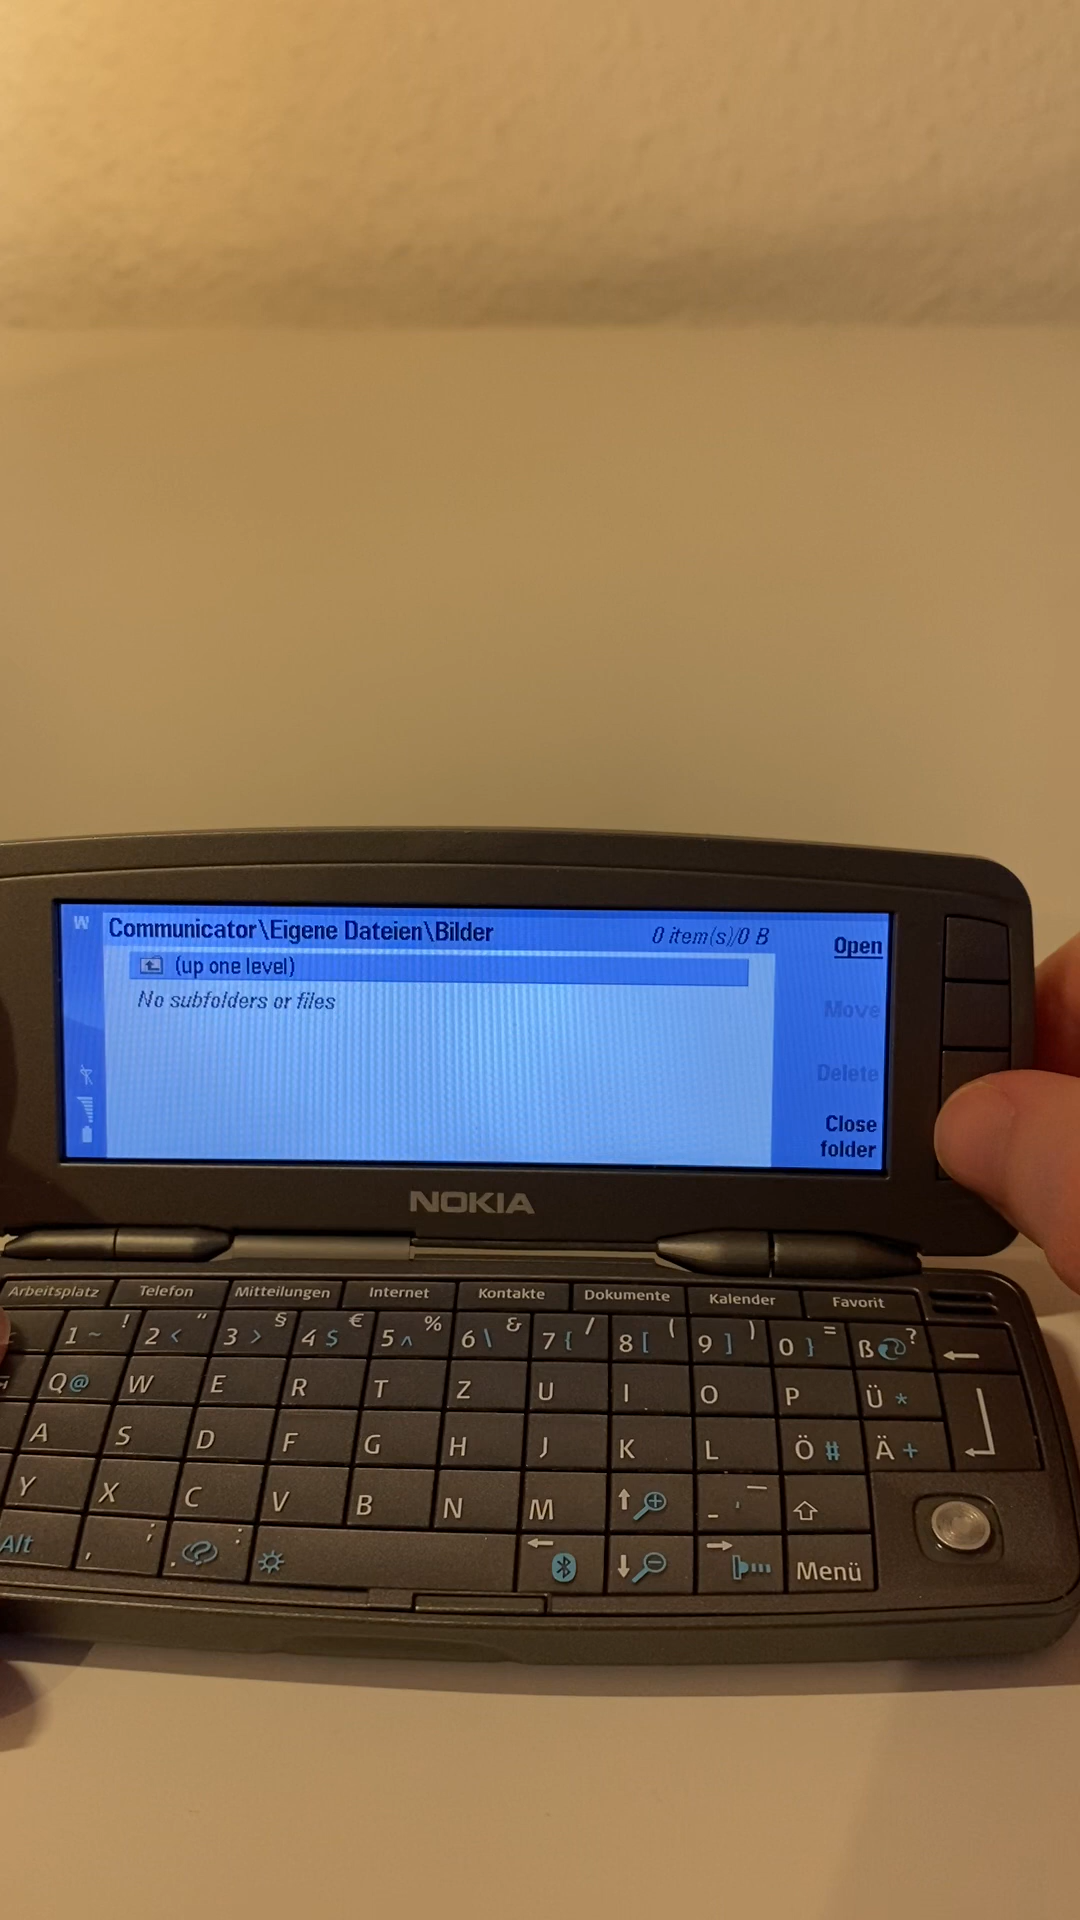 Communicator\Eigene Dateien\Bilder
0 item(s)/0 B
(up one level)
No subfolders or files
Open
Move
Delete
Close
folder
NOKIA
Arbeitsplatz Telefon Mitteilungen Internet Kontakte Dokumente Kalender Favorit
1 ~ ! 2 < " 3 > § 4 $ € 5 ^ % 6 \ & 7 { / 8 [ ( 9 ] ) 0 } = ß ?
Q @ W E R T Z U I O P Ü *
A S D F G H J K L Ö # Ä +
Y X C V B N M - ' _
Alt , ; . : Menü